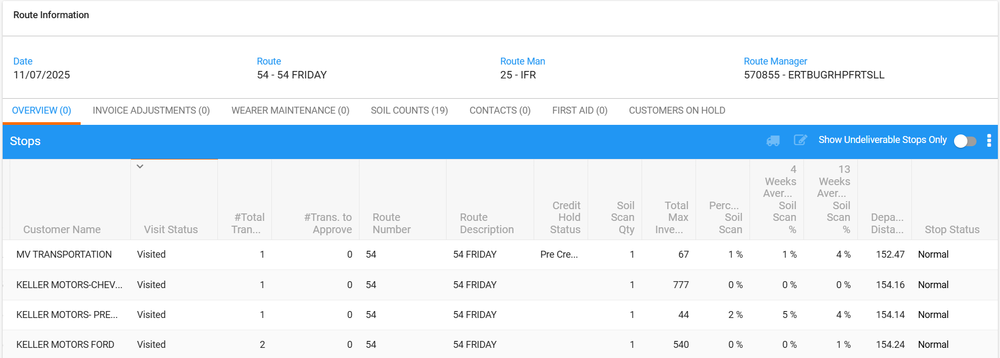 Route Information
Date Route Route Man Route Manager
11/07/2025 54 - 54 FRIDAY 25 - IFR 570855 - ERTBUGRHPFRTSLL
OVERVIEW (0) INVOICE ADJUSTMENTS (0) WEARER MAINTENANCE (0) SOIL COUNTS (19) CONTACTS (0) FIRST AID (0) CUSTOMERS ON HOLD
Stops Show Undeliverable Stops Only
Customer Name
Visit Status
#Total
Tran...
#Trans. to
Approve
Route
Number
Route
Description
Credit
Hold
Status
Soil
Scan
Qty
Total
Max
Inve...
Perc...
Soil
Scan
4
Weeks
Aver...
Soil
Scan
%
13
Weeks
Aver...
Soil
Scan
%
Depa...
Dista...
Stop Status
MV TRANSPORTATION Visited 1 0 54 54 FRIDAY Pre Cre... 1 67 1 % 1 % 4 % 152.47 Normal
KELLER MOTORS-CHEV... Visited 1 0 54 54 FRIDAY 1 777 0 % 0 % 0 % 154.16 Normal
KELLER MOTORS- PRE... Visited 1 0 54 54 FRIDAY 1 44 2 % 5 % 4 % 154.14 Normal
KELLER MOTORS FORD Visited 2 0 54 54 FRIDAY 1 540 0 % 0 % 1 % 154.24 Normal